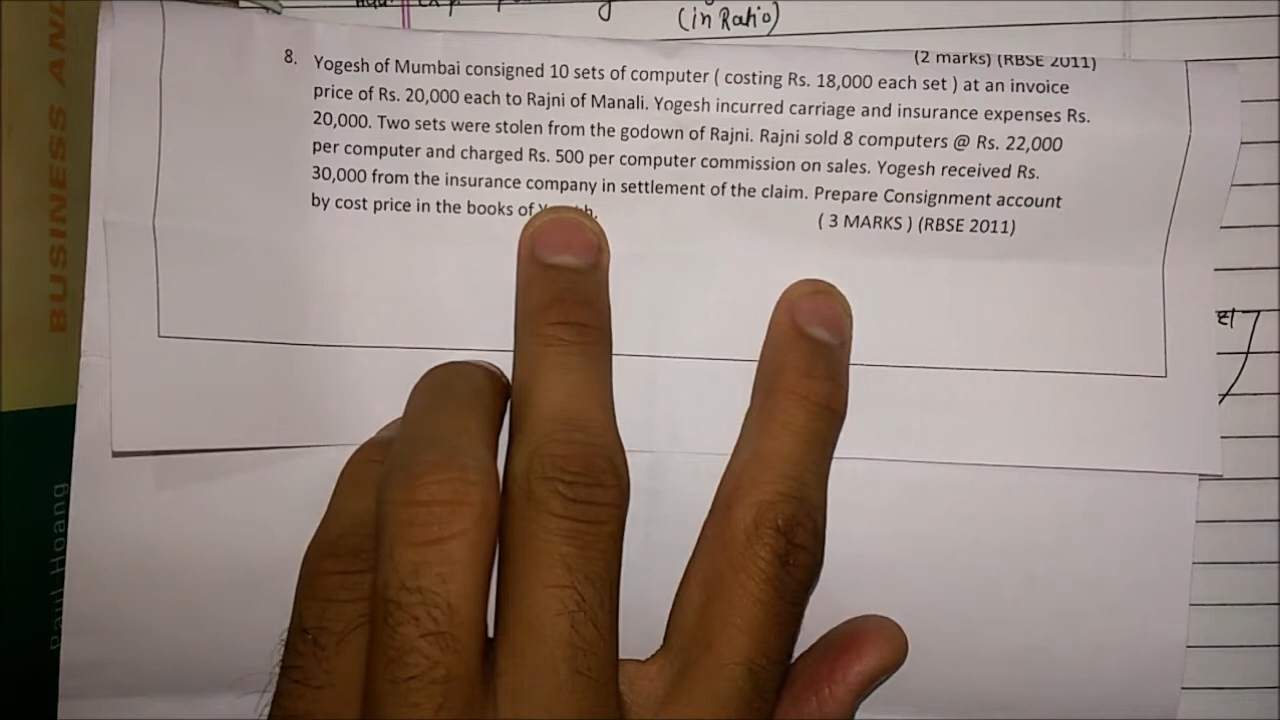 (in Ratio)
(2 marks) (RBSE 2011)
8. Yogesh of Mumbai consigned 10 sets of computer ( costing Rs. 18,000 each set ) at an invoice
price of Rs. 20,000 each to Rajni of Manali. Yogesh incurred carriage and insurance expenses Rs.
20,000. Two sets were stolen from the godown of Rajni. Rajni sold 8 computers @ Rs. 22,000
per computer and charged Rs. 500 per computer commission on sales. Yogesh received Rs.
30,000 from the insurance company in settlement of the claim. Prepare Consignment account
by cost price in the books of
( 3 MARKS ) (RBSE 2011)
BUSINESS AND
Paul Hoang